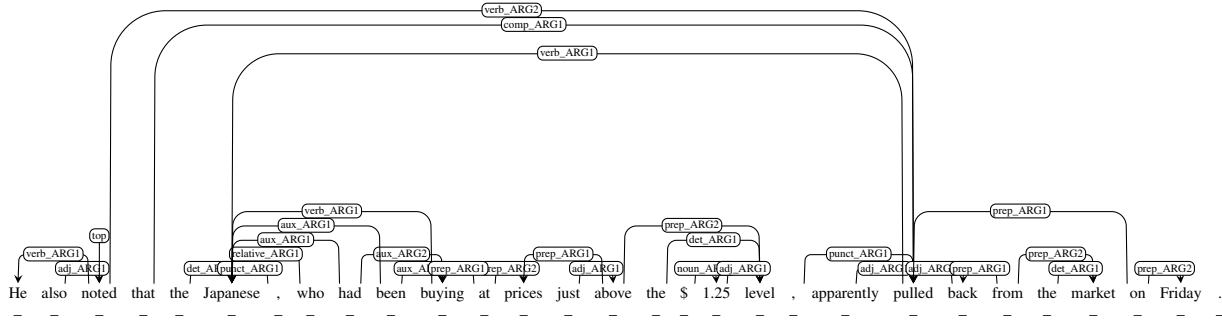 verb_ARG2
comp_ARG1
verb_ARG1
verb_ARG1 prep_ARG1
aux_ARG1 prep_ARG2
top aux_ARG1 det_ARG1
verb_ARG1 relative_ARG1 aux_ARG2 prep_ARG1 punct_ARG1 prep_ARG2
adj_ARG1 punct_ARG1 prep_ARG1 adj_ARG1 adj_ARG1 prep_ARG1 det_ARG1 prep_ARG2
He also noted that the Japanese , who had been buying at prices just above the $ 1.25 level , apparently pulled back from the market on Friday .
_ _ _ _ _ _ _ _ _ _ _ _ _ _ _ _ _ _ _ _ _ _ _ _ _ _ _ _